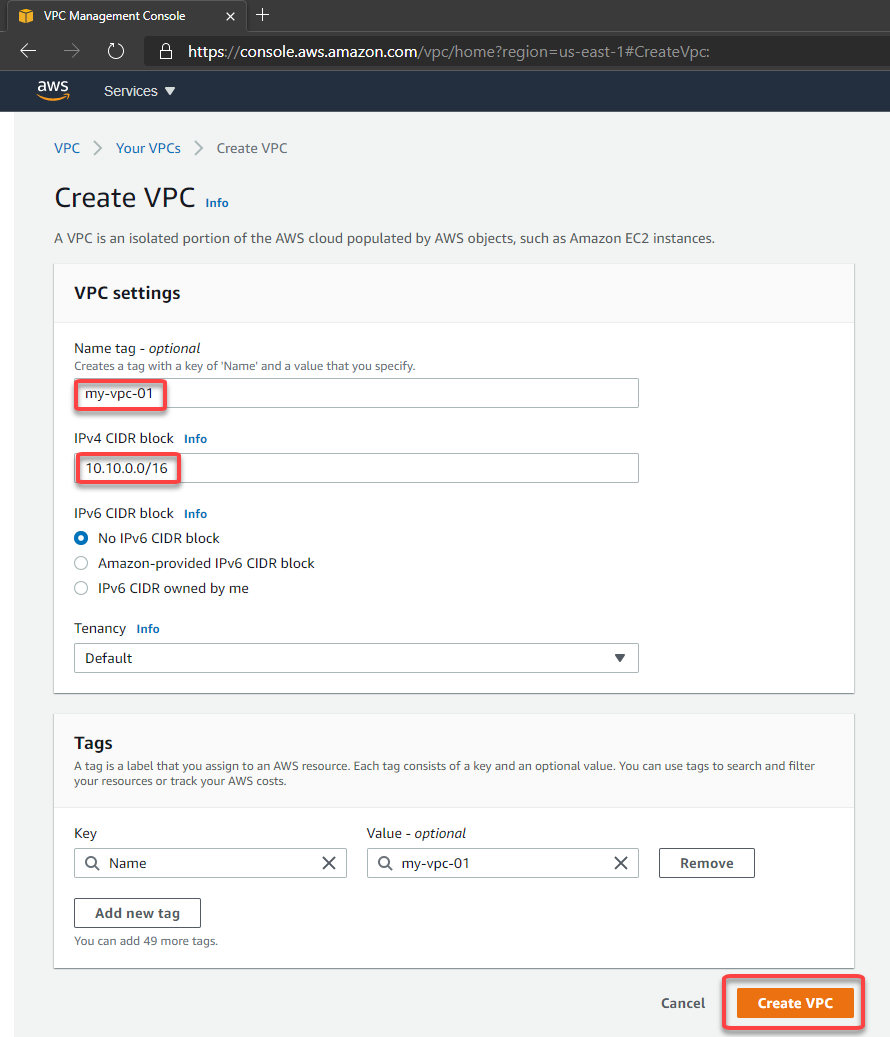 VPC Management Console
https://console.aws.amazon.com/vpc/home?region=us-east-1#CreateVpc:
aws Services
VPC Your VPCs Create VPC
Create VPC Info
A VPC is an isolated portion of the AWS cloud populated by AWS objects, such as Amazon EC2 instances.
VPC settings
Name tag - optional
Creates a tag with a key of 'Name' and a value that you specify.
my-vpc-01
IPv4 CIDR block Info
10.10.0.0/16
IPv6 CIDR block Info
No IPv6 CIDR block
Amazon-provided IPv6 CIDR block
IPv6 CIDR owned by me
Tenancy Info
Default
Tags
A tag is a label that you assign to an AWS resource. Each tag consists of a key and an optional value. You can use tags to search and filter
your resources or track your AWS costs.
Key Value - optional
Name my-vpc-01 Remove
Add new tag
You can add 49 more tags.
Cancel Create VPC